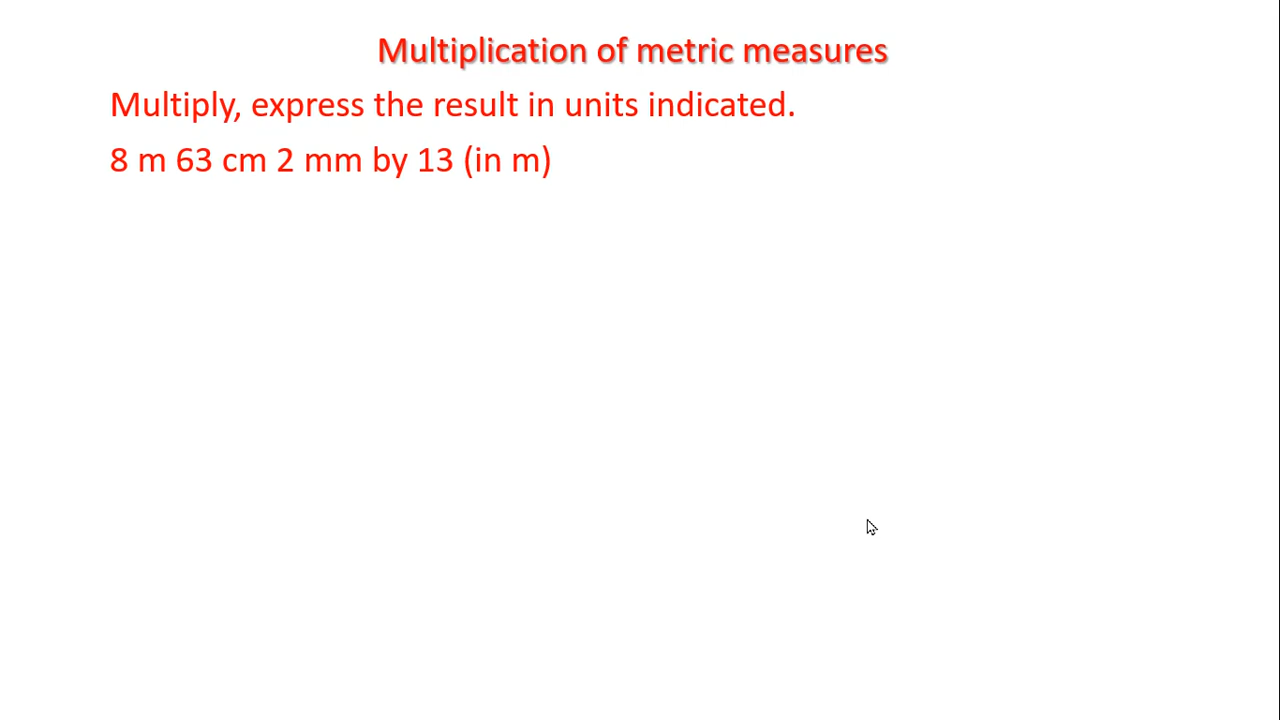 Multiplication of metric measures
Multiply, express the result in units indicated.
8 m 63 cm 2 mm by 13 (in m)